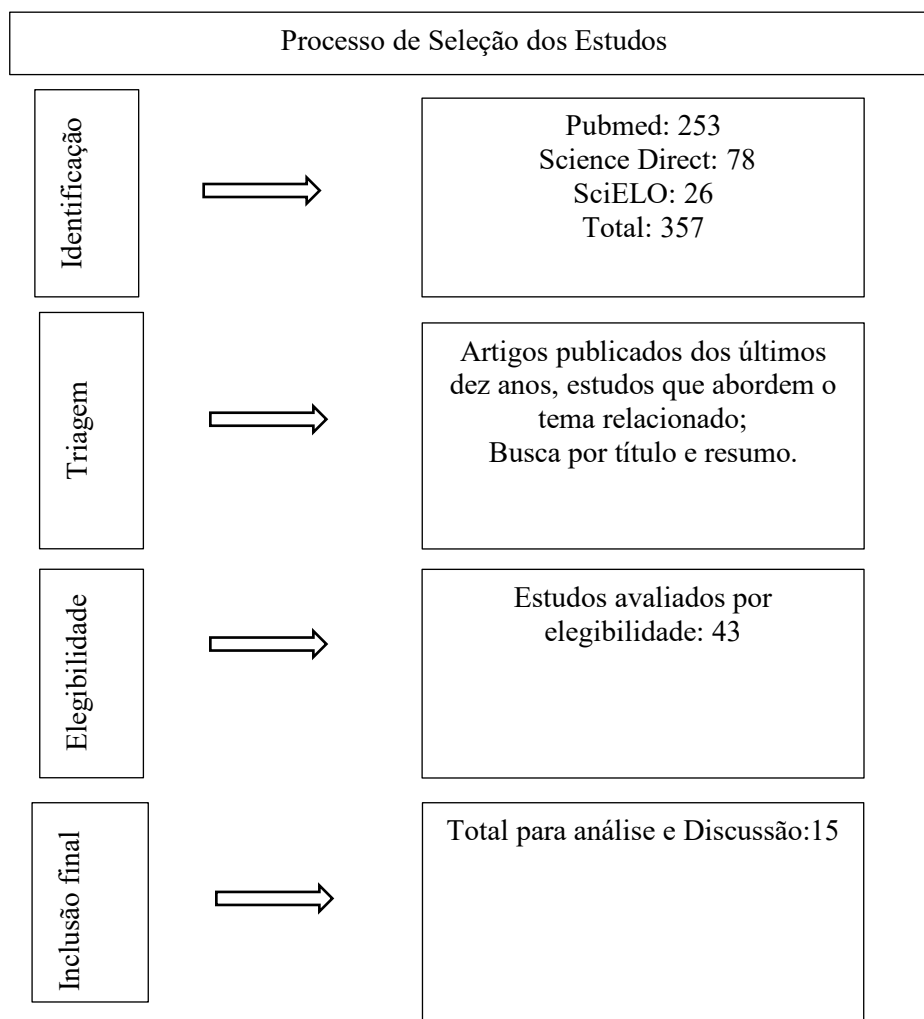 Processo de Seleção dos Estudos
Identificação
Pubmed: 253
Science Direct: 78
SciELO: 26
Total: 357
Triagem
Artigos publicados dos últimos
dez anos, estudos que abordem o
tema relacionado;
Busca por título e resumo.
Elegibilidade
Estudos avaliados por
elegibilidade: 43
Inclusão final
Total para análise e Discussão:15